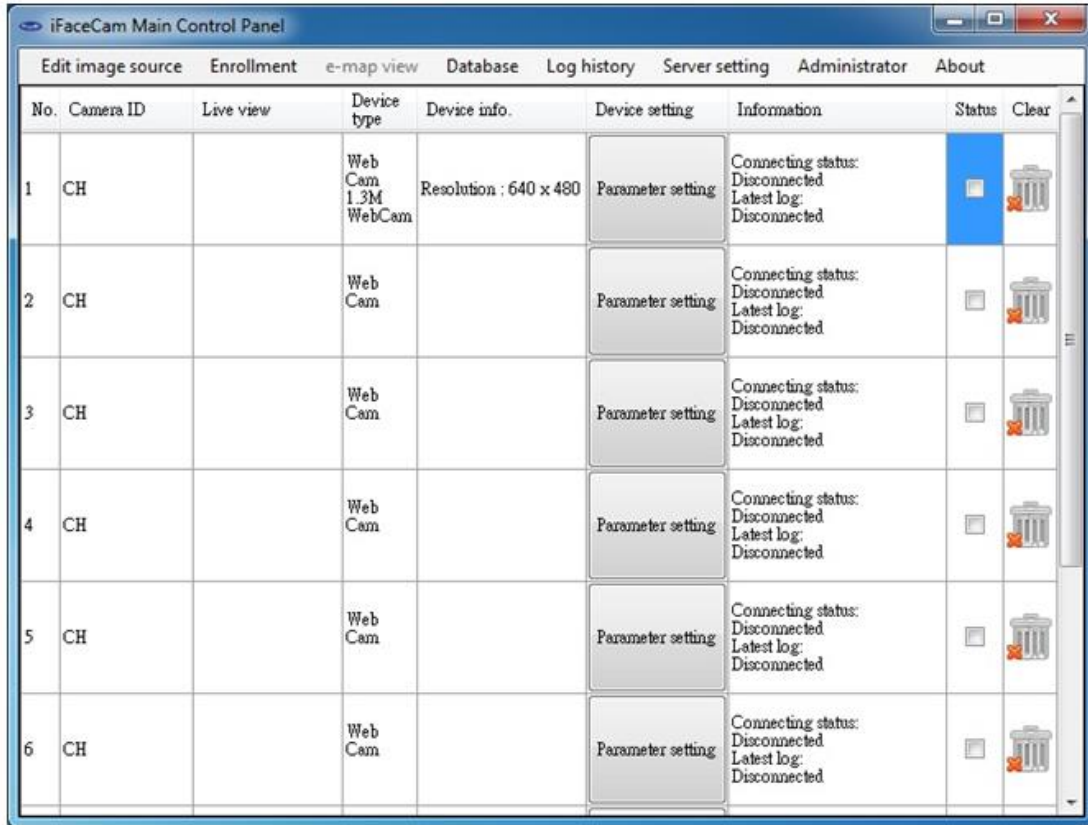 iFaceCam Main Control Panel
Edit image source Enrollment e-map view Database Log history Server setting Administrator About
No. Camera ID Live view Device type Device info. Device setting Information Status Clear
1 CH Web Cam 1.3M WebCam Resolution : 640 x 480 Parameter setting Connecting status: Disconnected Latest log: Disconnected
2 CH Web Cam Parameter setting Connecting status: Disconnected Latest log: Disconnected
3 CH Web Cam Parameter setting Connecting status: Disconnected Latest log: Disconnected
4 CH Web Cam Parameter setting Connecting status: Disconnected Latest log: Disconnected
5 CH Web Cam Parameter setting Connecting status: Disconnected Latest log: Disconnected
6 CH Web Cam Parameter setting Connecting status: Disconnected Latest log: Disconnected